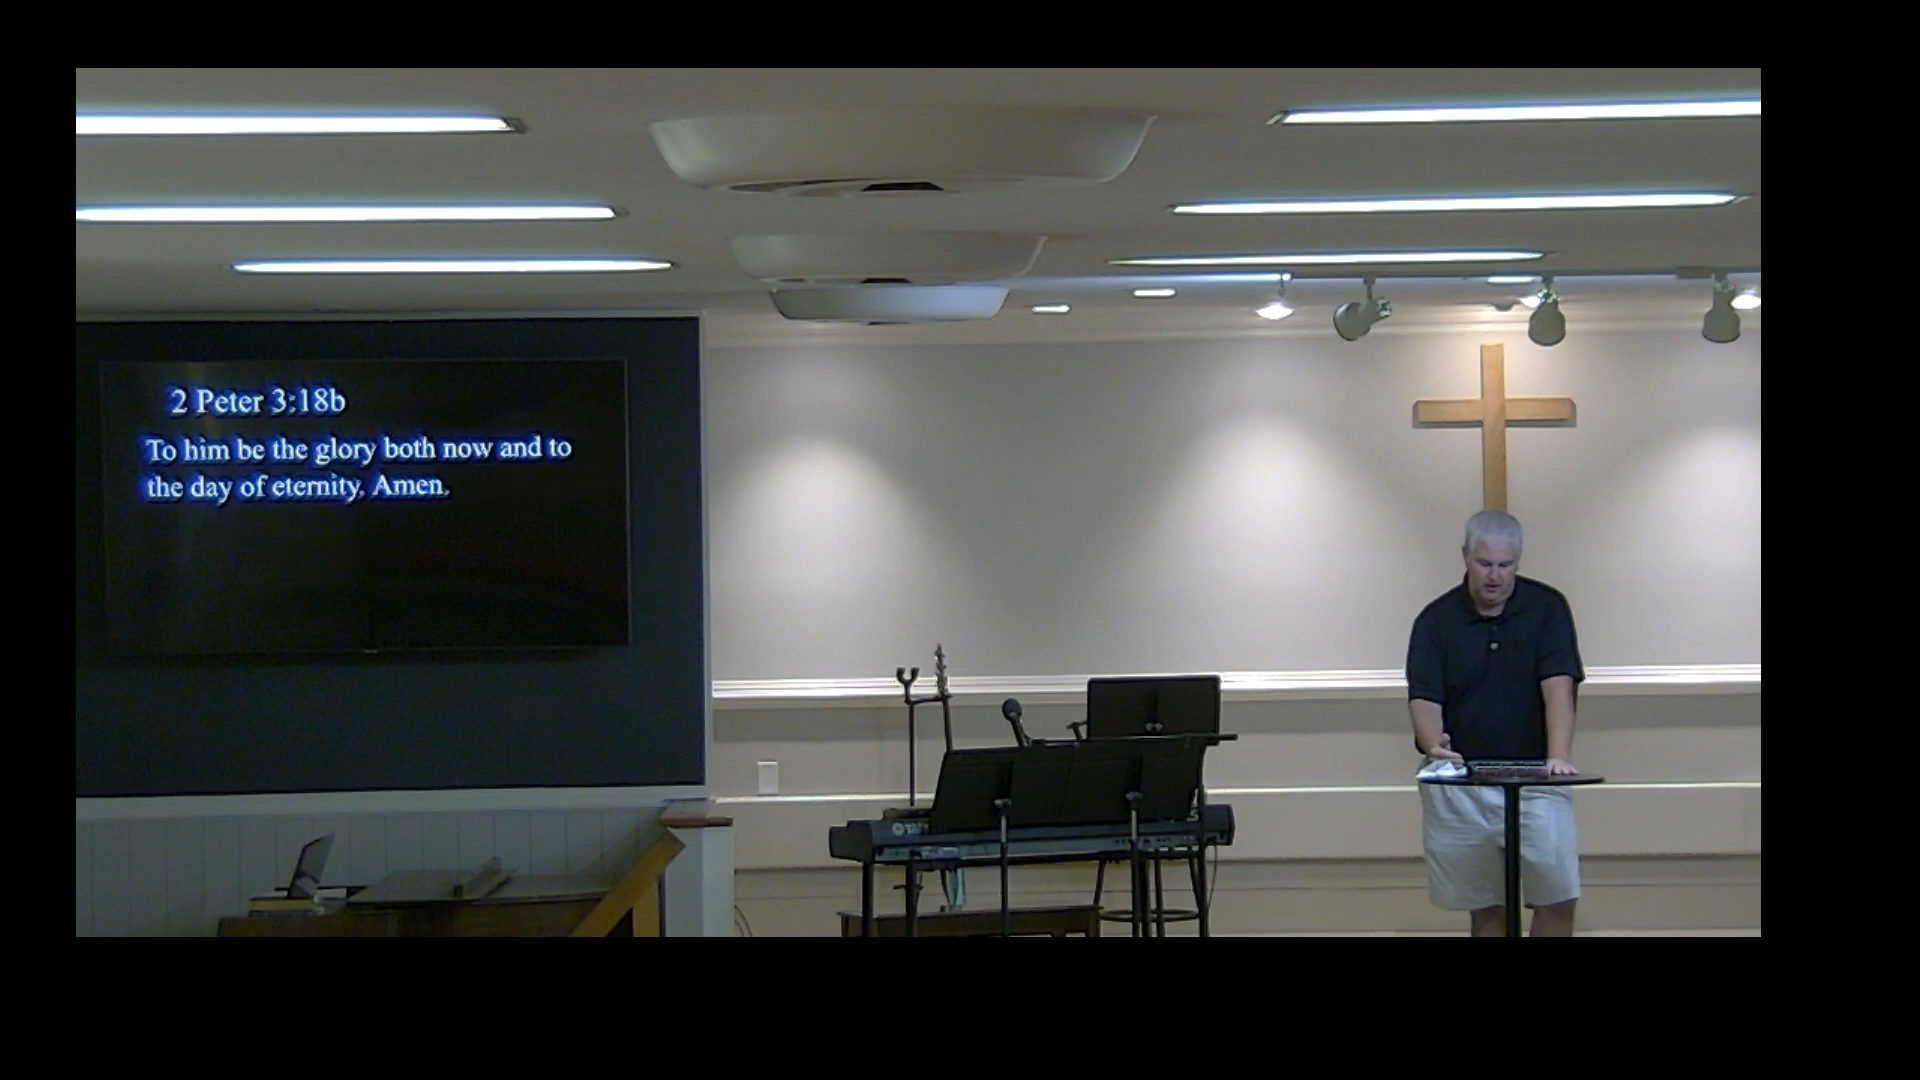 2 Peter 3:18b
To him be the glory both now and to
the day of eternity, Amen.